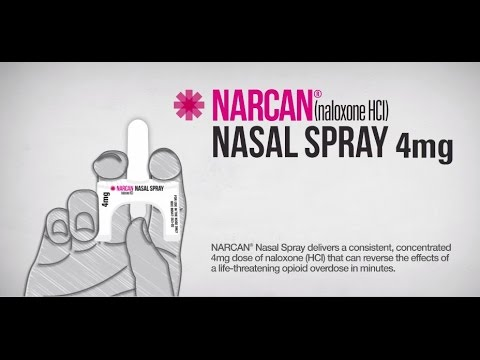 NARCAN® (naloxone HCl)
NASAL SPRAY 4mg
NARCAN NASAL SPRAY
4mg
NARCAN® Nasal Spray delivers a consistent, concentrated
4mg dose of naloxone (HCl) that can reverse the effects of
a life-threatening opioid overdose in minutes.